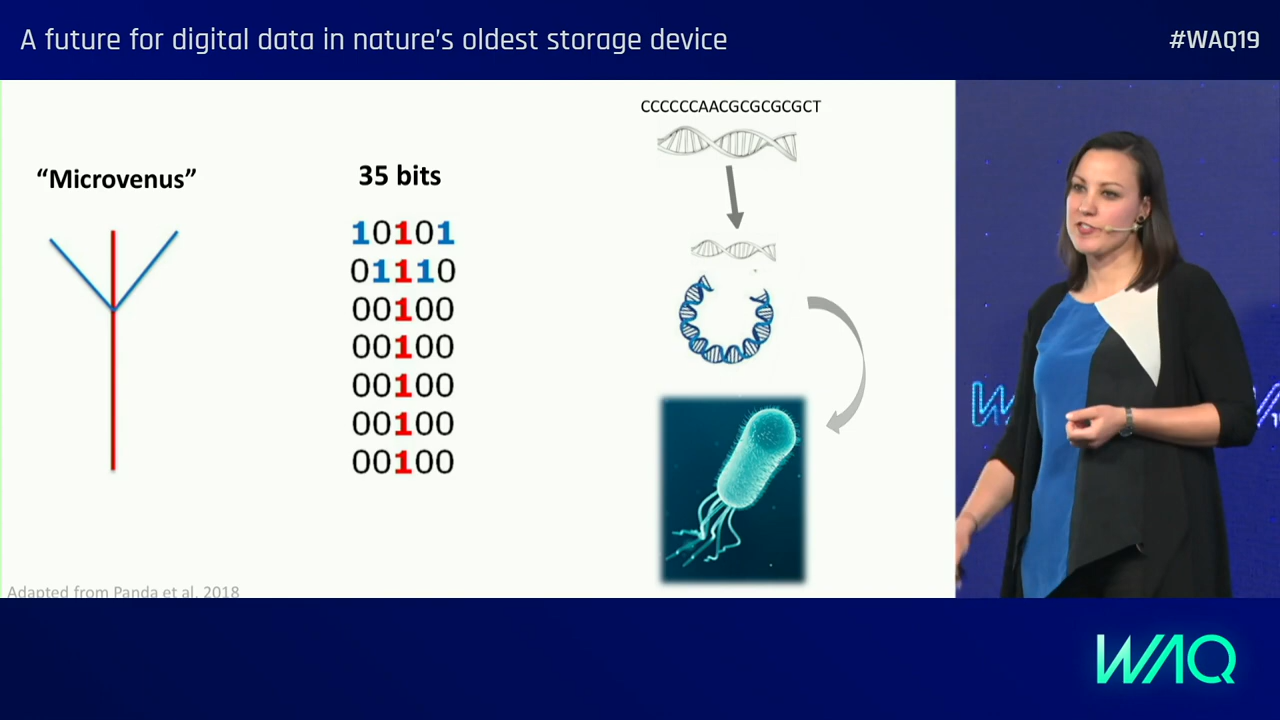 A future for digital data in nature's oldest storage device
#WAQ19
“Microvenus”
35 bits
10101
01110
00100
00100
00100
00100
00100
CCCCCCAACGCGCGCGCT
Adapted from Panda et al. 2018
WAQ